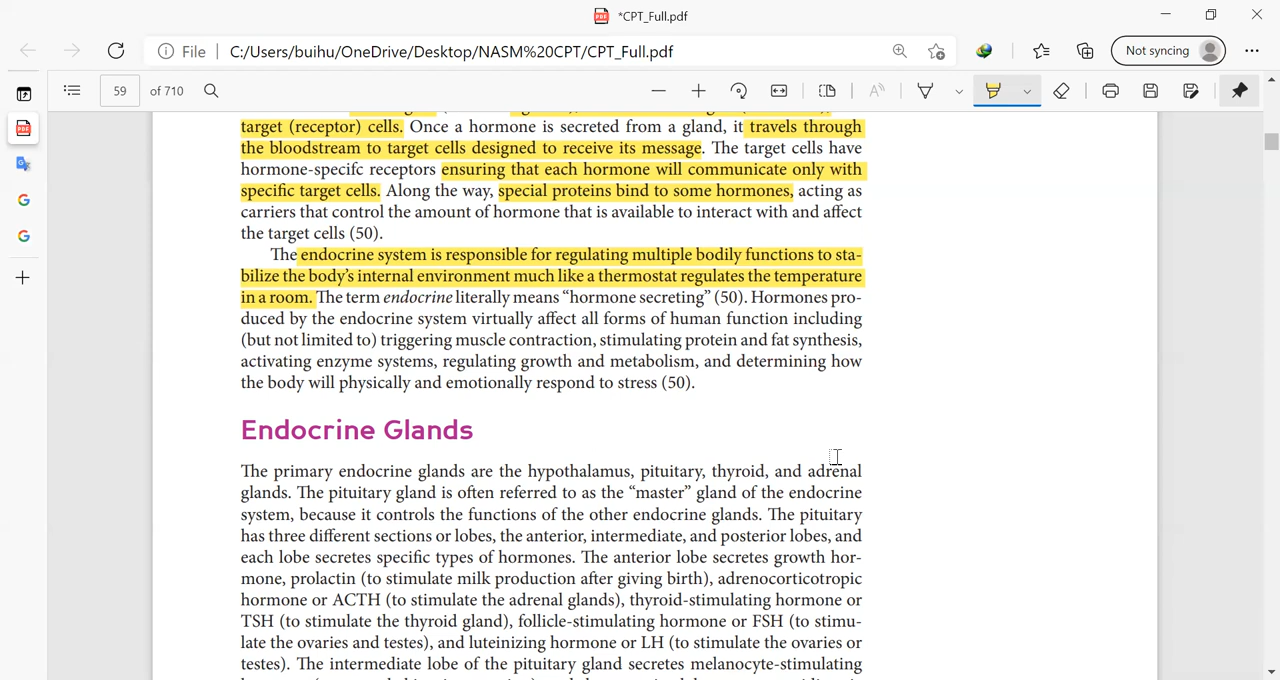 *CPT_Full.pdf
File | C:/Users/buihu/OneDrive/Desktop/NASM%20CPT/CPT_Full.pdf
Not syncing
59 of 710
target (receptor) cells. Once a hormone is secreted from a gland, it travels through
the bloodstream to target cells designed to receive its message. The target cells have
hormone-specifc receptors ensuring that each hormone will communicate only with
specific target cells. Along the way, special proteins bind to some hormones, acting as
carriers that control the amount of hormone that is available to interact with and affect
the target cells (50).
The endocrine system is responsible for regulating multiple bodily functions to sta-
bilize the body’s internal environment much like a thermostat regulates the temperature
in a room. The term endocrine literally means “hormone secreting” (50). Hormones pro-
duced by the endocrine system virtually affect all forms of human function including
(but not limited to) triggering muscle contraction, stimulating protein and fat synthesis,
activating enzyme systems, regulating growth and metabolism, and determining how
the body will physically and emotionally respond to stress (50).
Endocrine Glands
The primary endocrine glands are the hypothalamus, pituitary, thyroid, and adrenal
glands. The pituitary gland is often referred to as the “master” gland of the endocrine
system, because it controls the functions of the other endocrine glands. The pituitary
has three different sections or lobes, the anterior, intermediate, and posterior lobes, and
each lobe secretes specific types of hormones. The anterior lobe secretes growth hor-
mone, prolactin (to stimulate milk production after giving birth), adrenocorticotropic
hormone or ACTH (to stimulate the adrenal glands), thyroid-stimulating hormone or
TSH (to stimulate the thyroid gland), follicle-stimulating hormone or FSH (to stimu-
late the ovaries and testes), and luteinizing hormone or LH (to stimulate the ovaries or
testes). The intermediate lobe of the pituitary gland secretes melanocyte-stimulating